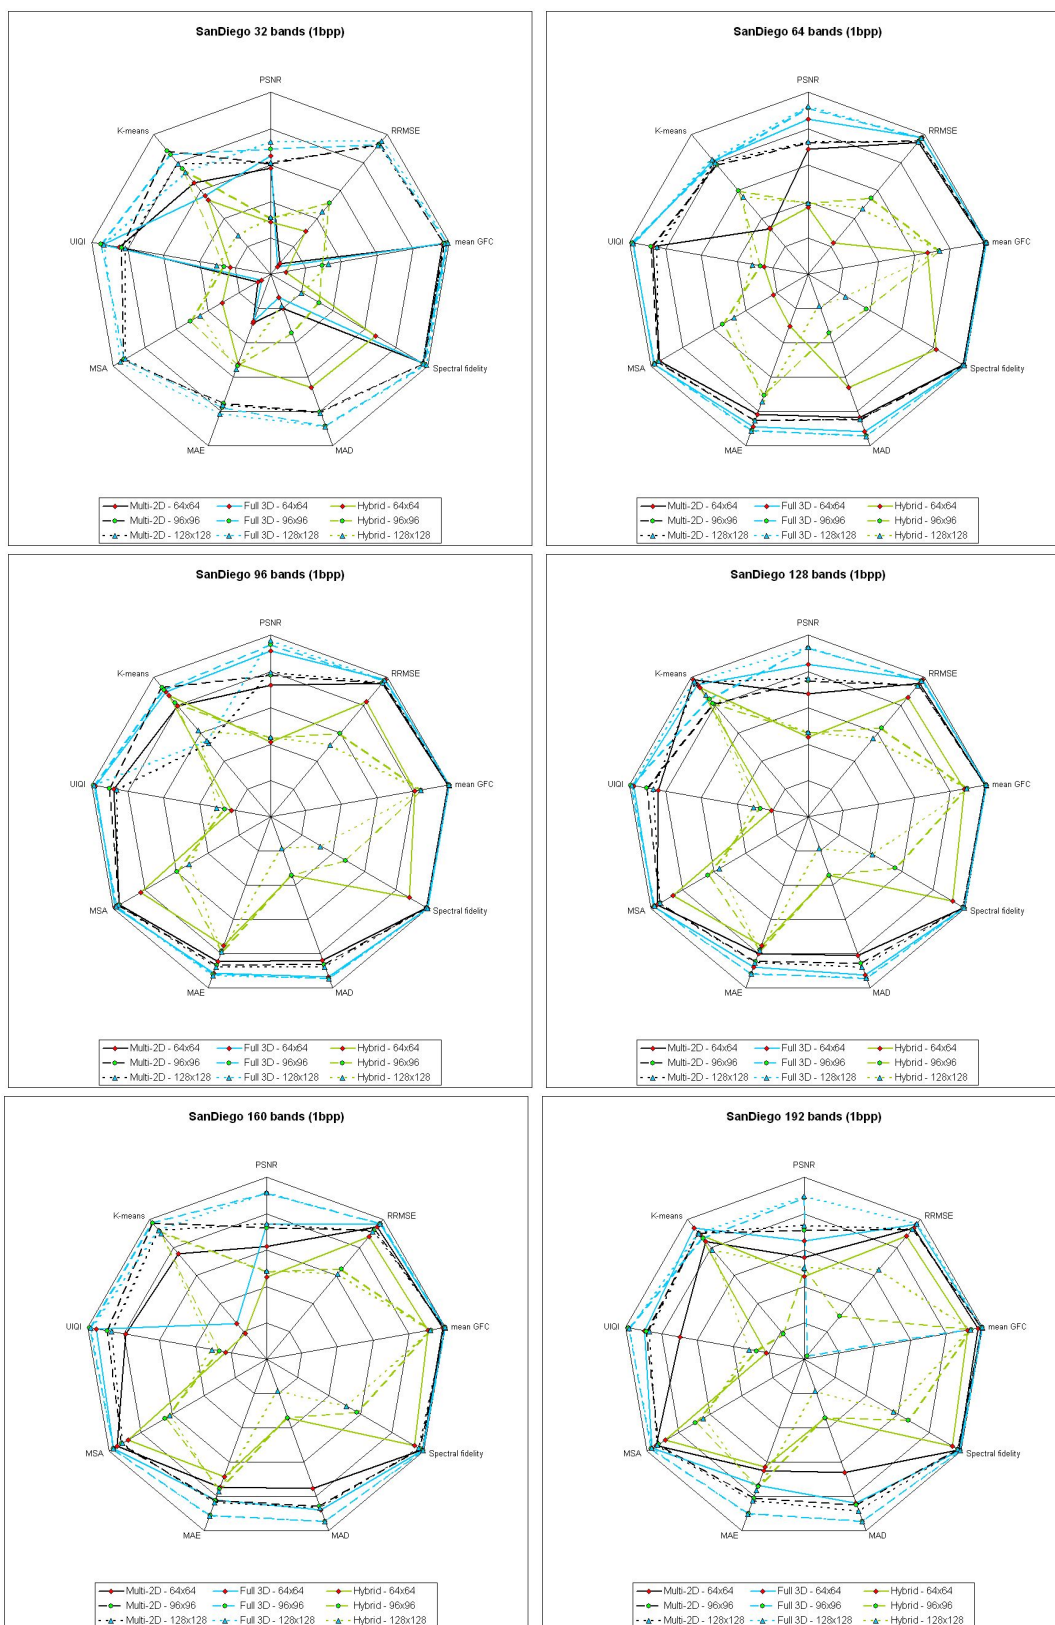 SanDiego 32 bands (1bpp)
PSNR
RRMSE
mean GFC
Spectral fidelity
MAD
MAE
MSA
UIQI
K-means
Multi-2D - 64x64 Full 3D - 64x64 Hybrid - 64x64
Multi-2D - 96x96 Full 3D - 96x96 Hybrid - 96x96
Multi-2D - 128x128 Full 3D - 128x128 Hybrid - 128x128
SanDiego 64 bands (1bpp)
PSNR
RRMSE
mean GFC
Spectral fidelity
MAD
MAE
MSA
UIQI
K-means
Multi-2D - 64x64 Full 3D - 64x64 Hybrid - 64x64
Multi-2D - 96x96 Full 3D - 96x96 Hybrid - 96x96
Multi-2D - 128x128 Full 3D - 128x128 Hybrid - 128x128
SanDiego 96 bands (1bpp)
PSNR
RRMSE
mean GFC
Spectral fidelity
MAD
MAE
MSA
UIQI
K-means
Multi-2D - 64x64 Full 3D - 64x64 Hybrid - 64x64
Multi-2D - 96x96 Full 3D - 96x96 Hybrid - 96x96
Multi-2D - 128x128 Full 3D - 128x128 Hybrid - 128x128
SanDiego 128 bands (1bpp)
PSNR
RRMSE
mean GFC
Spectral fidelity
MAD
MAE
MSA
UIQI
K-means
Multi-2D - 64x64 Full 3D - 64x64 Hybrid - 64x64
Multi-2D - 96x96 Full 3D - 96x96 Hybrid - 96x96
Multi-2D - 128x128 Full 3D - 128x128 Hybrid - 128x128
SanDiego 160 bands (1bpp)
PSNR
RRMSE
mean GFC
Spectral fidelity
MAD
MAE
MSA
UIQI
K-means
Multi-2D - 64x64 Full 3D - 64x64 Hybrid - 64x64
Multi-2D - 96x96 Full 3D - 96x96 Hybrid - 96x96
Multi-2D - 128x128 Full 3D - 128x128 Hybrid - 128x128
SanDiego 192 bands (1bpp)
PSNR
RRMSE
mean GFC
Spectral fidelity
MAD
MAE
MSA
UIQI
K-means
Multi-2D - 64x64 Full 3D - 64x64 Hybrid - 64x64
Multi-2D - 96x96 Full 3D - 96x96 Hybrid - 96x96
Multi-2D - 128x128 Full 3D - 128x128 Hybrid - 128x128